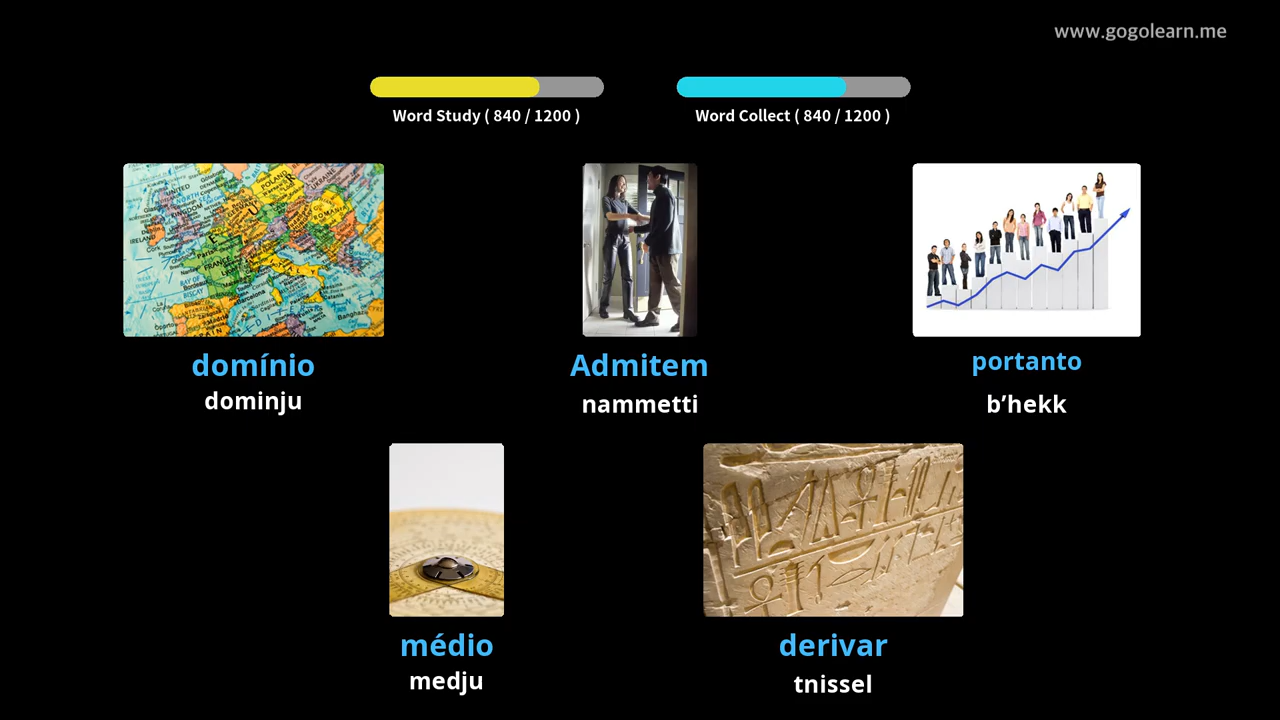 www.gogolearn.me
Word Study ( 840 / 1200 )
Word Collect ( 840 / 1200 )
domínio
dominju
Admitem
nammetti
portanto
b’hekk
médio
medju
derivar
tnissel